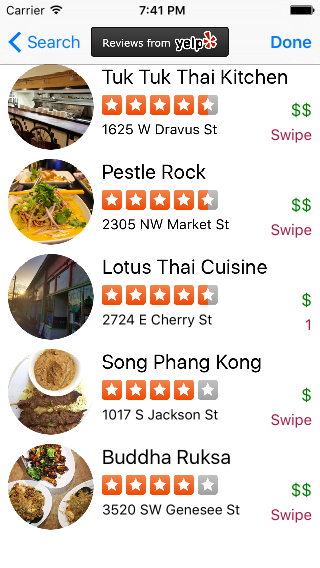 Carrier 7:41 PM
Search Reviews from yelp Done
Tuk Tuk Thai Kitchen
$$
1625 W Dravus St
Swipe
Pestle Rock
$$
2305 NW Market St
Swipe
Lotus Thai Cuisine
$
2724 E Cherry St
1
Song Phang Kong
$
1017 S Jackson St
Swipe
Buddha Ruksa
$$
3520 SW Genesee St
Swipe